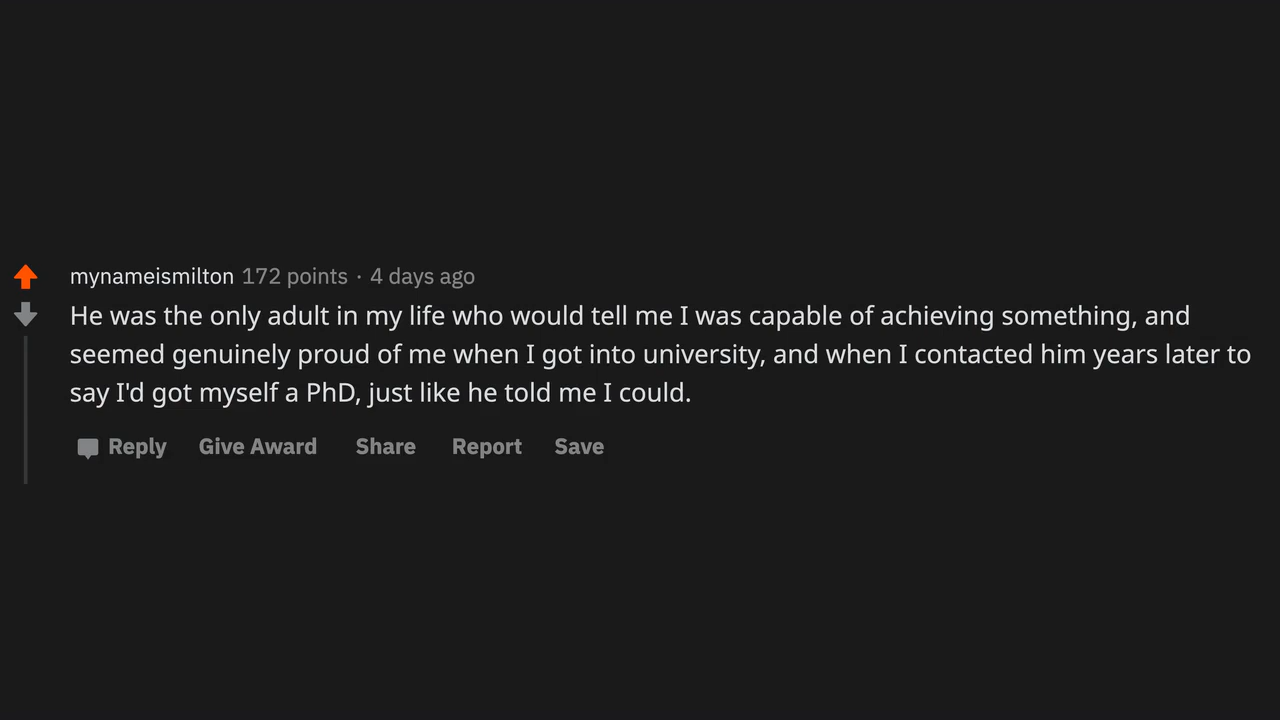 mynameismilton 172 points · 4 days ago
He was the only adult in my life who would tell me I was capable of achieving something, and
seemed genuinely proud of me when I got into university, and when I contacted him years later to
say I'd got myself a PhD, just like he told me I could.
Reply Give Award Share Report Save